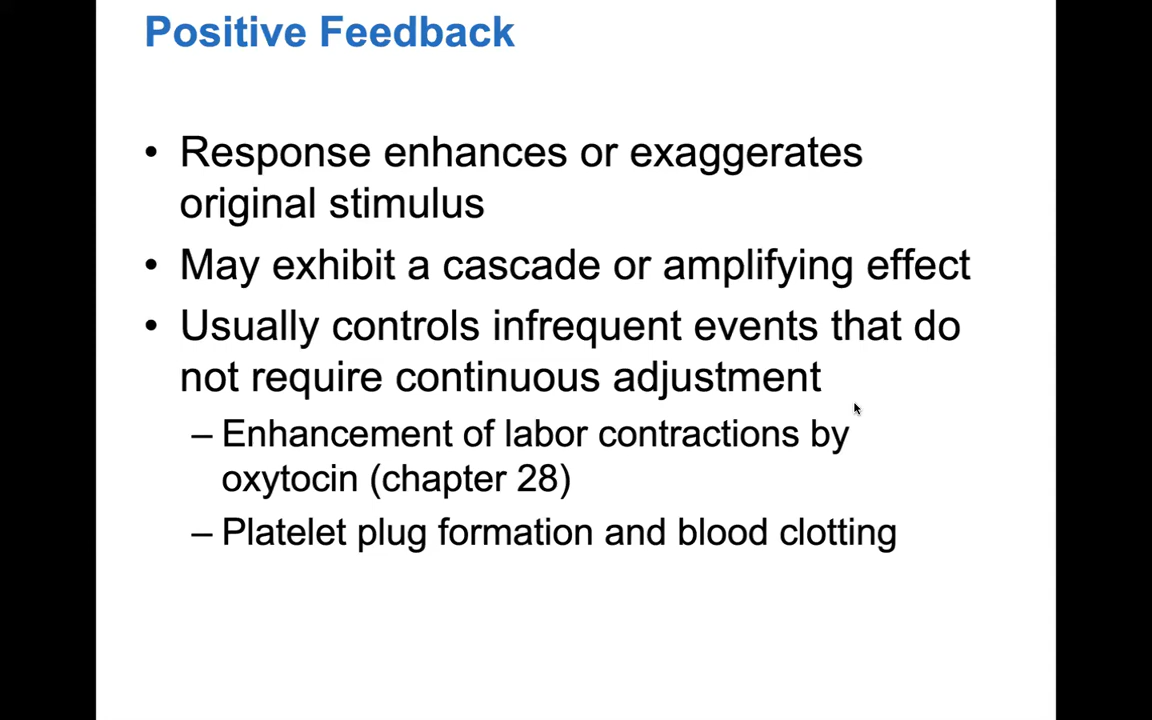 Positive Feedback
• Response enhances or exaggerates
original stimulus
• May exhibit a cascade or amplifying effect
• Usually controls infrequent events that do
not require continuous adjustment
– Enhancement of labor contractions by
oxytocin (chapter 28)
– Platelet plug formation and blood clotting